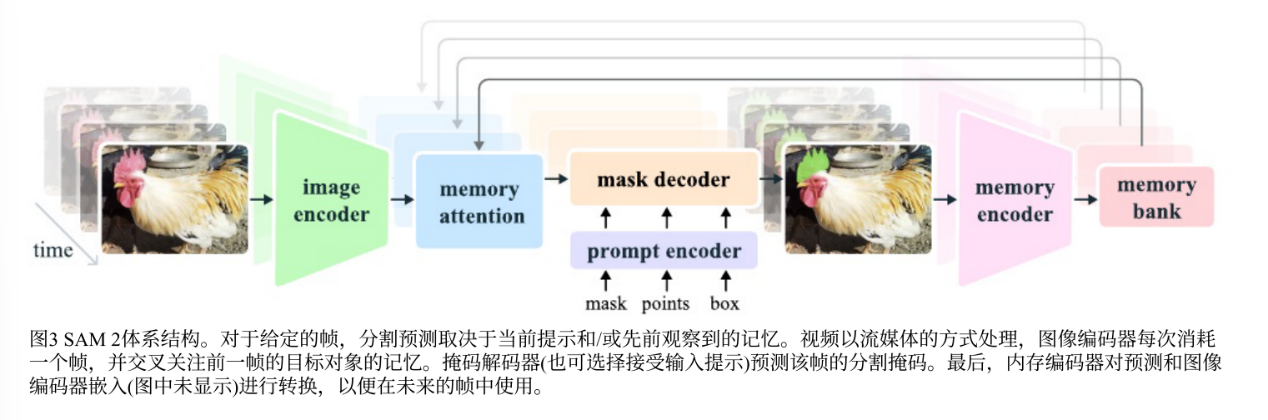 image
encoder
memory
attention
mask decoder
prompt encoder
mask points box
memory
encoder
memory
bank
time
图3 SAM 2体系结构。对于给定的帧，分割预测取决于当前提示和/或先前观察到的记忆。视频以流媒体的方式处理，图像编码器每次消耗
一个帧，并交叉关注前一帧的目标对象的记忆。掩码解码器(也可选择接受输入提示)预测该帧的分割掩码。最后，内存编码器对预测和图像
编码器嵌入(图中未显示)进行转换，以便在未来的帧中使用。